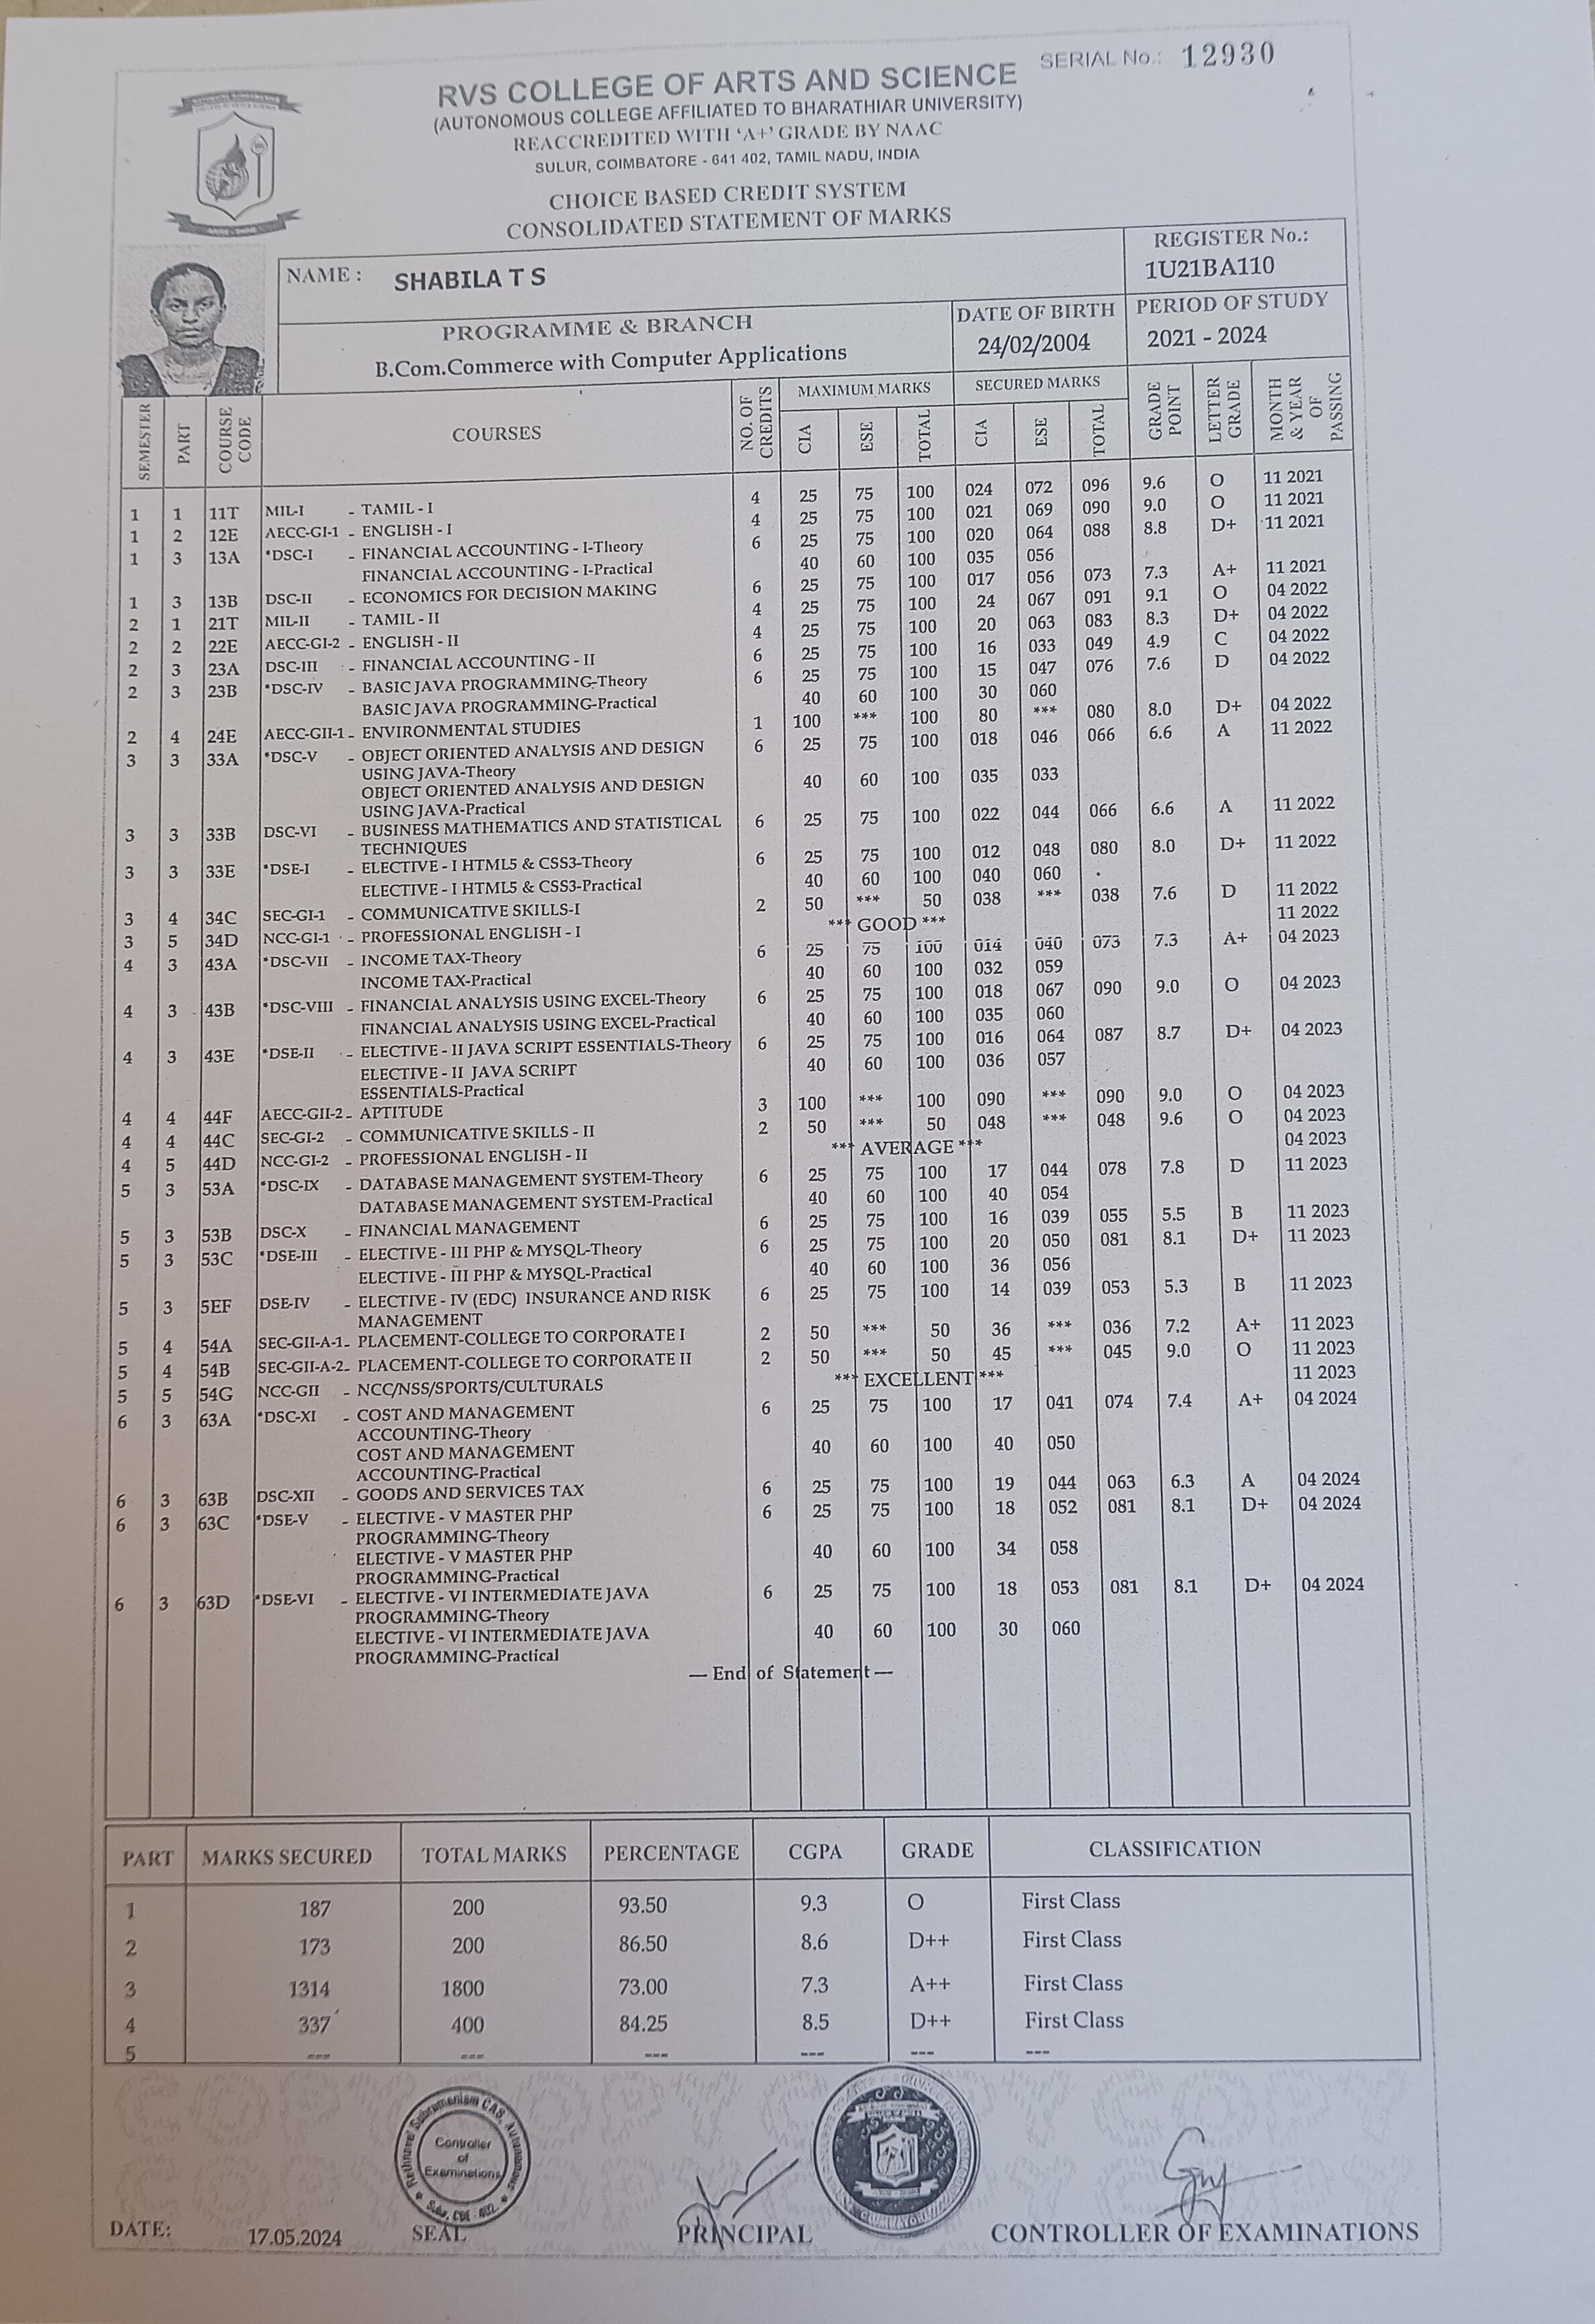 SERIAL No.: 12930
RVS COLLEGE OF ARTS AND SCIENCE
(AUTONOMOUS COLLEGE AFFILIATED TO BHARATHIAR UNIVERSITY)
REACCREDITED WITH ‘A+’ GRADE BY NAAC
SULUR, COIMBATORE - 641 402, TAMIL NADU, INDIA
CHOICE BASED CREDIT SYSTEM
CONSOLIDATED STATEMENT OF MARKS
NAME : SHABILA T S
REGISTER No.:
1U21BA110
PROGRAMME & BRANCH
B.Com.Commerce with Computer Applications
DATE OF BIRTH
24/02/2004
PERIOD OF STUDY
2021 - 2024
SEMESTER PART COURSE CODE COURSES NO. OF CREDITS MAXIMUM MARKS CIA ESE TOTAL SECURED MARKS CIA ESE TOTAL GRADE POINT LETTER GRADE MONTH & YEAR OF PASSING
1 1 11T MIL-I - TAMIL - I 4 25 75 100 024 072 096 9.6 O 11 2021
1 2 12E AECC-GI-1 - ENGLISH - I 4 25 75 100 021 069 090 9.0 O 11 2021
1 3 13A *DSC-I - FINANCIAL ACCOUNTING - I-Theory 6 25 75 100 020 064 088 8.8 D+ 11 2021
FINANCIAL ACCOUNTING - I-Practical 40 60 100 035 056
1 3 13B DSC-II - ECONOMICS FOR DECISION MAKING 6 25 75 100 017 056 073 7.3 A+ 11 2021
2 1 21T MIL-II - TAMIL - II 4 25 75 100 24 067 091 9.1 O 04 2022
2 2 22E AECC-GI-2 - ENGLISH - II 4 25 75 100 20 063 083 8.3 D+ 04 2022
2 3 23A DSC-III - FINANCIAL ACCOUNTING - II 6 25 75 100 16 033 049 4.9 C 04 2022
2 3 23B *DSC-IV - BASIC JAVA PROGRAMMING-Theory 6 25 75 100 15 047 076 7.6 D 04 2022
BASIC JAVA PROGRAMMING-Practical 40 60 100 30 060
2 4 24E AECC-GII-1 - ENVIRONMENTAL STUDIES 1 100 *** 100 80 *** 080 8.0 D+ 04 2022
3 3 33A *DSC-V - OBJECT ORIENTED ANALYSIS AND DESIGN 6 25 75 100 018 046 066 6.6 A 11 2022
USING JAVA-Theory
OBJECT ORIENTED ANALYSIS AND DESIGN 40 60 100 035 033
USING JAVA-Practical
3 3 33B DSC-VI - BUSINESS MATHEMATICS AND STATISTICAL 6 25 75 100 022 044 066 6.6 A 11 2022
TECHNIQUES
3 3 33E *DSE-I - ELECTIVE - I HTML5 & CSS3-Theory 6 25 75 100 012 048 080 8.0 D+ 11 2022
ELECTIVE - I HTML5 & CSS3-Practical 40 60 100 040 060
3 4 34C SEC-GI-1 - COMMUNICATIVE SKILLS-I 2 50 *** 50 038 *** 038 7.6 D 11 2022
3 5 34D NCC-GI-1 - PROFESSIONAL ENGLISH - I *** GOOD *** 11 2022
4 3 43A *DSC-VII - INCOME TAX-Theory 6 25 75 100 014 040 073 7.3 A+ 04 2023
INCOME TAX-Practical 40 60 100 032 059
4 3 43B *DSC-VIII - FINANCIAL ANALYSIS USING EXCEL-Theory 6 25 75 100 018 067 090 9.0 O 04 2023
FINANCIAL ANALYSIS USING EXCEL-Practical 40 60 100 035 060
4 3 43E *DSE-II - ELECTIVE - II JAVA SCRIPT ESSENTIALS-Theory 6 25 75 100 016 064 087 8.7 D+ 04 2023
ELECTIVE - II JAVA SCRIPT 40 60 100 036 057
ESSENTIALS-Practical
4 4 44F AECC-GII-2 - APTITUDE 3 100 *** 100 090 *** 090 9.0 O 04 2023
4 4 44C SEC-GI-2 - COMMUNICATIVE SKILLS - II 2 50 *** 50 048 *** 048 9.6 O 04 2023
4 5 44D NCC-GI-2 - PROFESSIONAL ENGLISH - II *** AVERAGE *** 04 2023
5 3 53A *DSC-IX - DATABASE MANAGEMENT SYSTEM-Theory 6 25 75 100 17 044 078 7.8 D 11 2023
DATABASE MANAGEMENT SYSTEM-Practical 40 60 100 40 054
5 3 53B DSC-X - FINANCIAL MANAGEMENT 6 25 75 100 16 039 055 5.5 B 11 2023
5 3 53C *DSE-III - ELECTIVE - III PHP & MYSQL-Theory 6 25 75 100 20 050 081 8.1 D+ 11 2023
ELECTIVE - III PHP & MYSQL-Practical 40 60 100 36 056
5 3 5EF DSE-IV - ELECTIVE - IV (EDC) INSURANCE AND RISK 6 25 75 100 14 039 053 5.3 B 11 2023
MANAGEMENT
5 4 54A SEC-GII-A-1 - PLACEMENT-COLLEGE TO CORPORATE I 2 50 *** 50 36 *** 036 7.2 A+ 11 2023
5 4 54B SEC-GII-A-2 - PLACEMENT-COLLEGE TO CORPORATE II 2 50 *** 50 45 *** 045 9.0 O 11 2023
5 5 54G NCC-GII - NCC/NSS/SPORTS/CULTURALS *** EXCELLENT *** 11 2023
6 3 63A *DSC-XI - COST AND MANAGEMENT 6 25 75 100 17 041 074 7.4 A+ 04 2024
ACCOUNTING-Theory
COST AND MANAGEMENT 40 60 100 40 050
ACCOUNTING-Practical
6 3 63B DSC-XII - GOODS AND SERVICES TAX 6 25 75 100 19 044 063 6.3 A 04 2024
6 3 63C *DSE-V - ELECTIVE - V MASTER PHP 6 25 75 100 18 052 081 8.1 D+ 04 2024
PROGRAMMING-Theory
ELECTIVE - V MASTER PHP 40 60 100 34 058
PROGRAMMING-Practical
6 3 63D *DSE-VI - ELECTIVE - VI INTERMEDIATE JAVA 6 25 75 100 18 053 081 8.1 D+ 04 2024
PROGRAMMING-Theory
ELECTIVE - VI INTERMEDIATE JAVA 40 60 100 30 060
PROGRAMMING-Practical
— End of Statement —
PART MARKS SECURED TOTAL MARKS PERCENTAGE CGPA GRADE CLASSIFICATION
1 187 200 93.50 9.3 O First Class
2 173 200 86.50 8.6 D++ First Class
3 1314 1800 73.00 7.3 A++ First Class
4 337 400 84.25 8.5 D++ First Class
5 --- --- --- --- --- ---
Controller
of
Examinations
DATE: 17.05.2024 SEAL PRINCIPAL CONTROLLER OF EXAMINATIONS